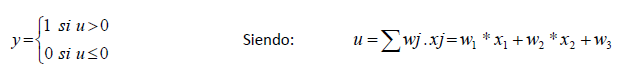 y={1 si u>0
0 si u≤0
Siendo:
u=∑wj.xj=w₁*x₁+w₂*x₂+w₃